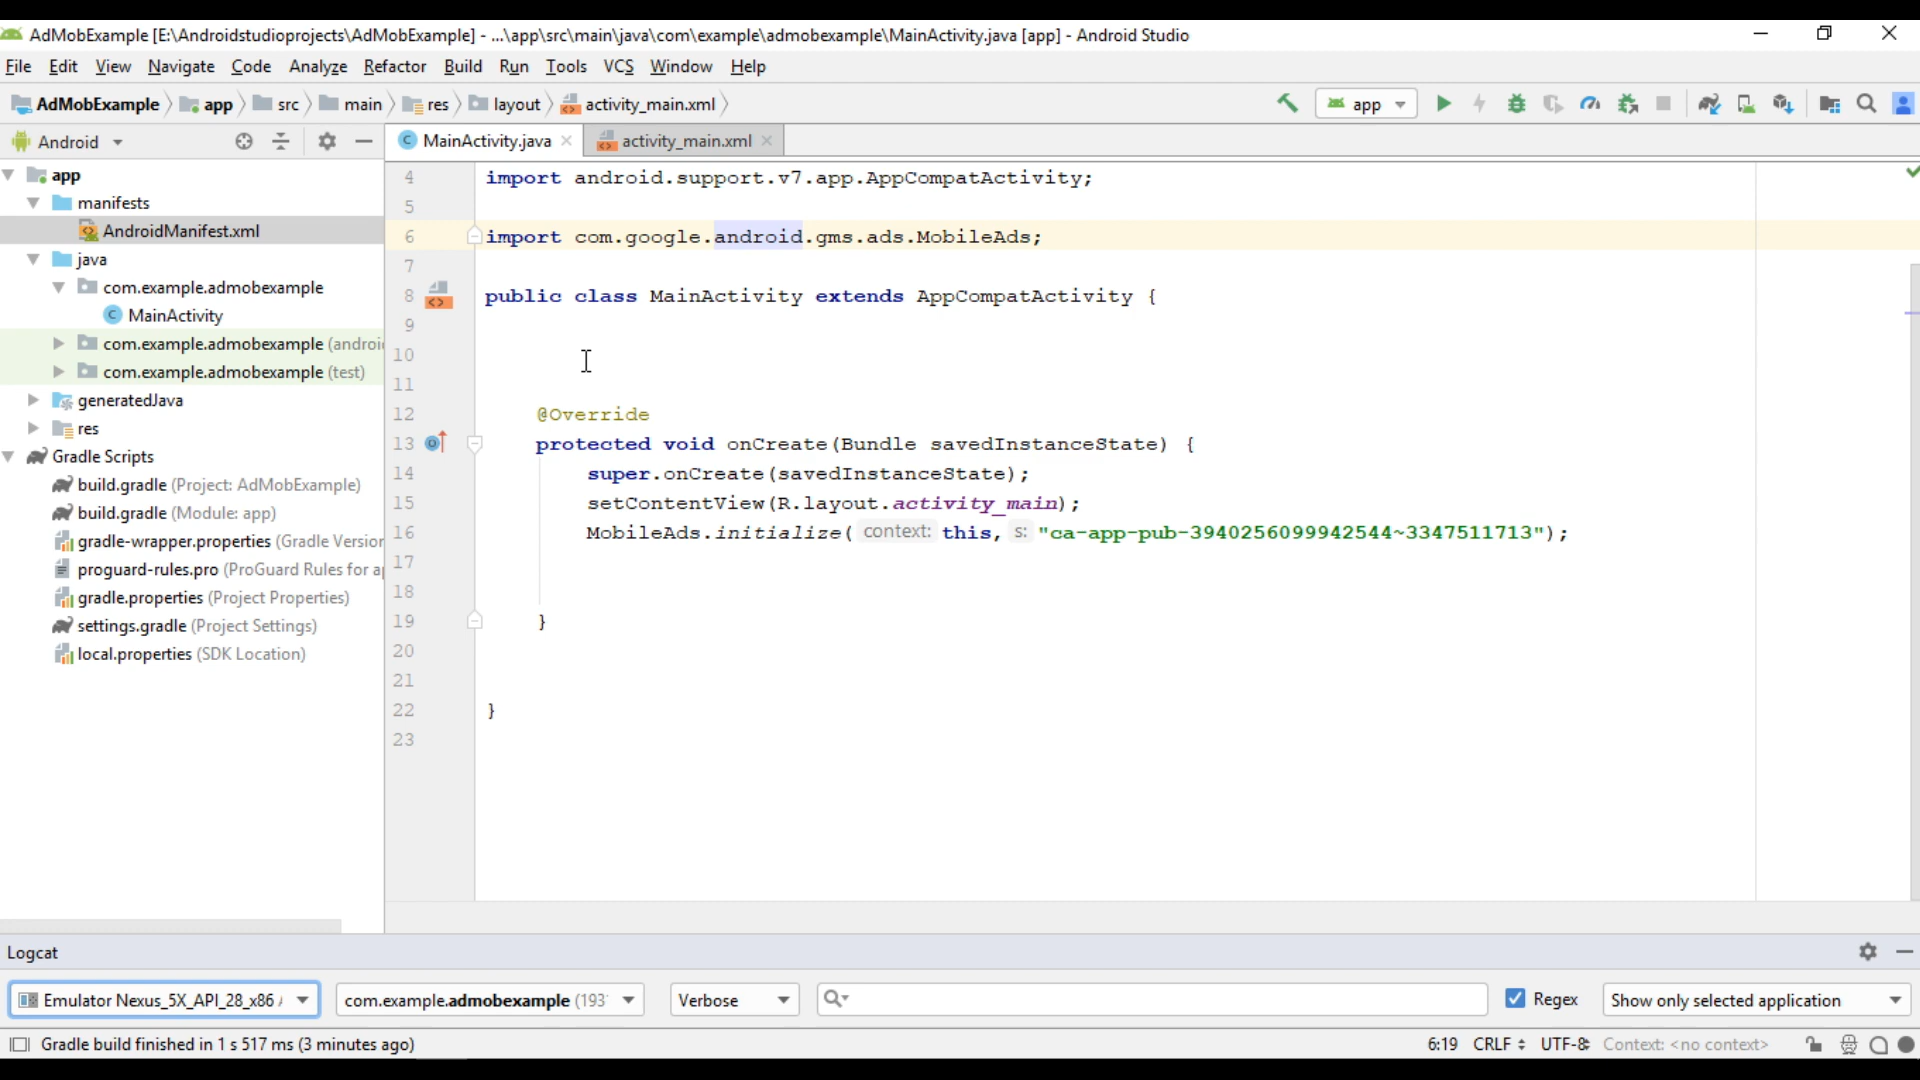 AdMobExample [E:\Androidstudioprojects\AdMobExample] - ...\app\src\main\java\com\example\admobexample\MainActivity.java [app] - Android Studio
File Edit View Navigate Code Analyze Refactor Build Run Tools VCS Window Help
AdMobExample app src main res layout activity_main.xml app
Android MainActivity.java activity_main.xml
app
manifests
AndroidManifest.xml
java
com.example.admobexample
MainActivity
com.example.admobexample (androi
com.example.admobexample (test)
generatedJava
res
Gradle Scripts
build.gradle (Project: AdMobExample)
build.gradle (Module: app)
gradle-wrapper.properties (Gradle Version
proguard-rules.pro (ProGuard Rules for a
gradle.properties (Project Properties)
settings.gradle (Project Settings)
local.properties (SDK Location)
4 import android.support.v7.app.AppCompatActivity;
5
6 import com.google.android.gms.ads.MobileAds;
7
8 public class MainActivity extends AppCompatActivity {
9
10
11
12 @Override
13 protected void onCreate(Bundle savedInstanceState) {
14 super.onCreate(savedInstanceState);
15 setContentView(R.layout.activity_main);
16 MobileAds.initialize( context: this, s: "ca-app-pub-3940256099942544~3347511713");
17
18
19 }
20
21
22 }
23
Logcat
Emulator Nexus_5X_API_28_x86 com.example.admobexample (193 Verbose Regex Show only selected application
Gradle build finished in 1 s 517 ms (3 minutes ago) 6:19 CRLF UTF-8 Context: <no context>